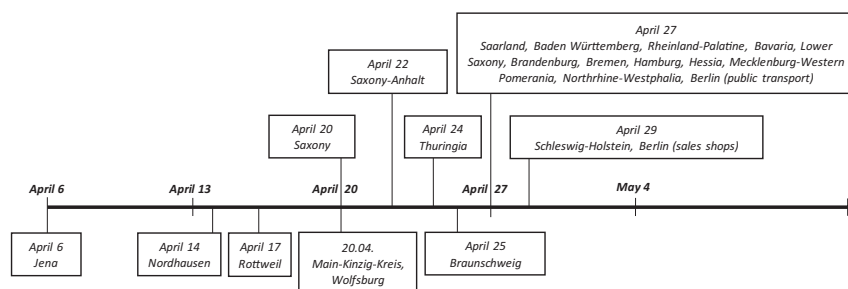 April 27
Saarland, Baden Württemberg, Rheinland-Palatine, Bavaria, Lower
Saxony, Brandenburg, Bremen, Hamburg, Hessia, Mecklenburg-Western
Pomerania, Northrhine-Westphalia, Berlin (public transport)
April 22
Saxony-Anhalt
April 20
Saxony
April 24
Thuringia
April 29
Schleswig-Holstein, Berlin (sales shops)
April 6
April 13
April 20
April 27
May 4
April 6
Jena
April 14
Nordhausen
April 17
Rottweil
20.04.
Main-Kinzig-Kreis,
Wolfsburg
April 25
Braunschweig